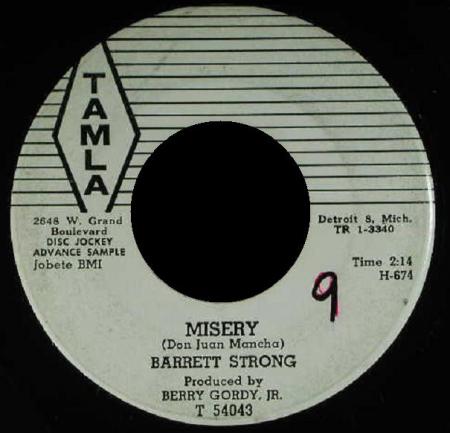 TAMLA
2648 W. Grand
Boulevard
DISC JOCKEY
ADVANCE SAMPLE
Jobete BMI
Detroit 8, Mich.
TR 1-3340
Time 2:14
H-674
9
MISERY
(Don Juan Mancha)
BARRETT STRONG
Produced by
BERRY GORDY, JR.
T 54043